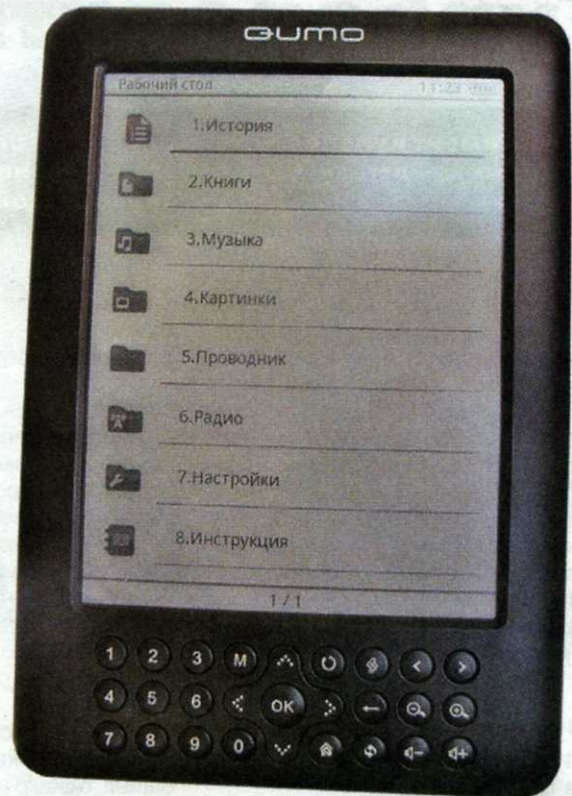 QUMO
Рабочий стол 11:23
1.История
2.Книги
3.Музыка
4.Картинки
5.Проводник
6.Радио
7.Настройки
8.Инструкция
1/1
1 2 3 M
4 5 6 OK
7 8 9 0